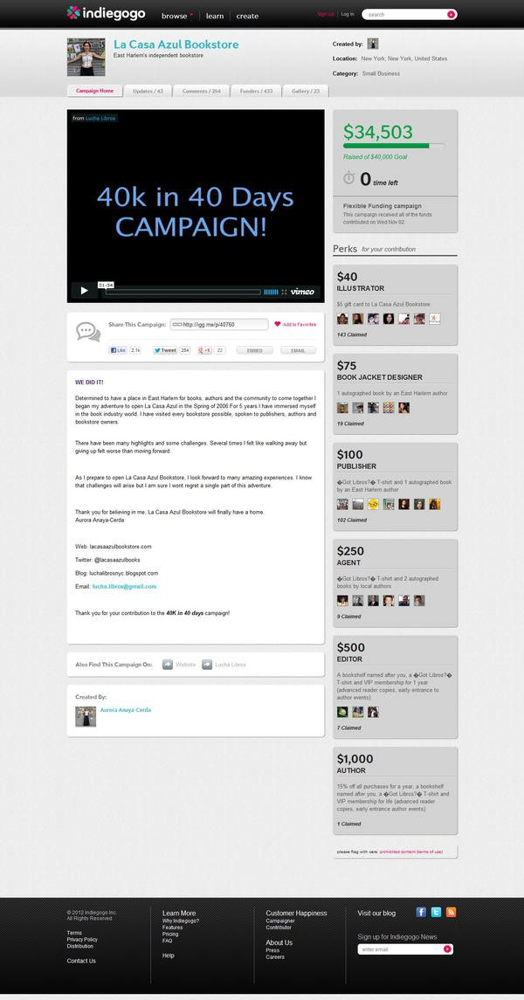 indiegogo
browse
learn
create
Sign Up
Log In
search
La Casa Azul Bookstore
East Harlem's independent bookstore
Created by:
Location: New York, New York, United States
Category: Small Business
Campaign Home
Updates / 43
Comments / 254
Funders / 433
Gallery / 23
from Lucha Libros
40k in 40 Days
CAMPAIGN!
01:54
vimeo
$34,503
Raised of $40,000 Goal
0 time left
Flexible Funding campaign
This campaign received all of the funds
contributed on Wed Nov 02.
Share This Campaign:
http://igg.me/p/40760
Add to Favorites
Like 2.1k
Tweet 284
+1 22
EMBED
EMAIL
WE DID IT!
Determined to have a place in East Harlem for books, authors and the community to come together I
began my adventure to open La Casa Azul in the Spring of 2006.For 5 years I have immersed myself
in the book industry world. I have visited every bookstore possible, spoken to publishers, authors and
bookstore owners.
There have been many highlights and some challenges. Several times I felt like walking away but
giving up felt worse than moving forward.
As I prepare to open La Casa Azul Bookstore, I look forward to many amazing experiences. I know
that challenges will arise but I am sure I wont regret a single part of this adventure.
Thank you for believing in me, La Casa Azul Bookstore will finally have a home.
Aurora Anaya-Cerda
Web: lacasaazulbookstore.com
Twitter: @lacasaazulbooks
Blog: luchalibrosnyc.blogspot.com
Email: lucha.libros@gmail.com
Thank you for your contribution to the 40K in 40 days campaign!
Also Find This Campaign On:
Website
Lucha Libros
Created By:
Aurora Anaya-Cerda
Perks for your contribution
$40
ILLUSTRATOR
$5 gift card to La Casa Azul Bookstore
143 Claimed
$75
BOOK JACKET DESIGNER
1 autographed book by an East Harlem author
19 Claimed
$100
PUBLISHER
�Got Libros?� T-shirt and 1 autographed book
by an East Harlem author
102 Claimed
$250
AGENT
�Got Libros?� T-shirt and 2 autographed
books by local authors
9 Claimed
$500
EDITOR
A bookshelf named after you, a �Got Libros?�
T-shirt and VIP membership for 1 year
(advanced reader copies, early entrance to
author events)
7 Claimed
$1,000
AUTHOR
15% off all purchases for a year, a bookshelf
named after you, a �Got Libros?� T-shirt and
VIP membership for life (advanced reader
copies, early entrance author events)
1 Claimed
please flag with care: prohibited content (terms of use)
© 2012 Indiegogo Inc.
All Rights Reserved
Terms
Privacy Policy
Distribution
Contact Us
Learn More
Why Indiegogo?
Features
Pricing
FAQ
Help
Customer Happiness
Campaigner
Contributor
About Us
Press
Careers
Visit our blog
Sign up for Indiegogo News
enter email